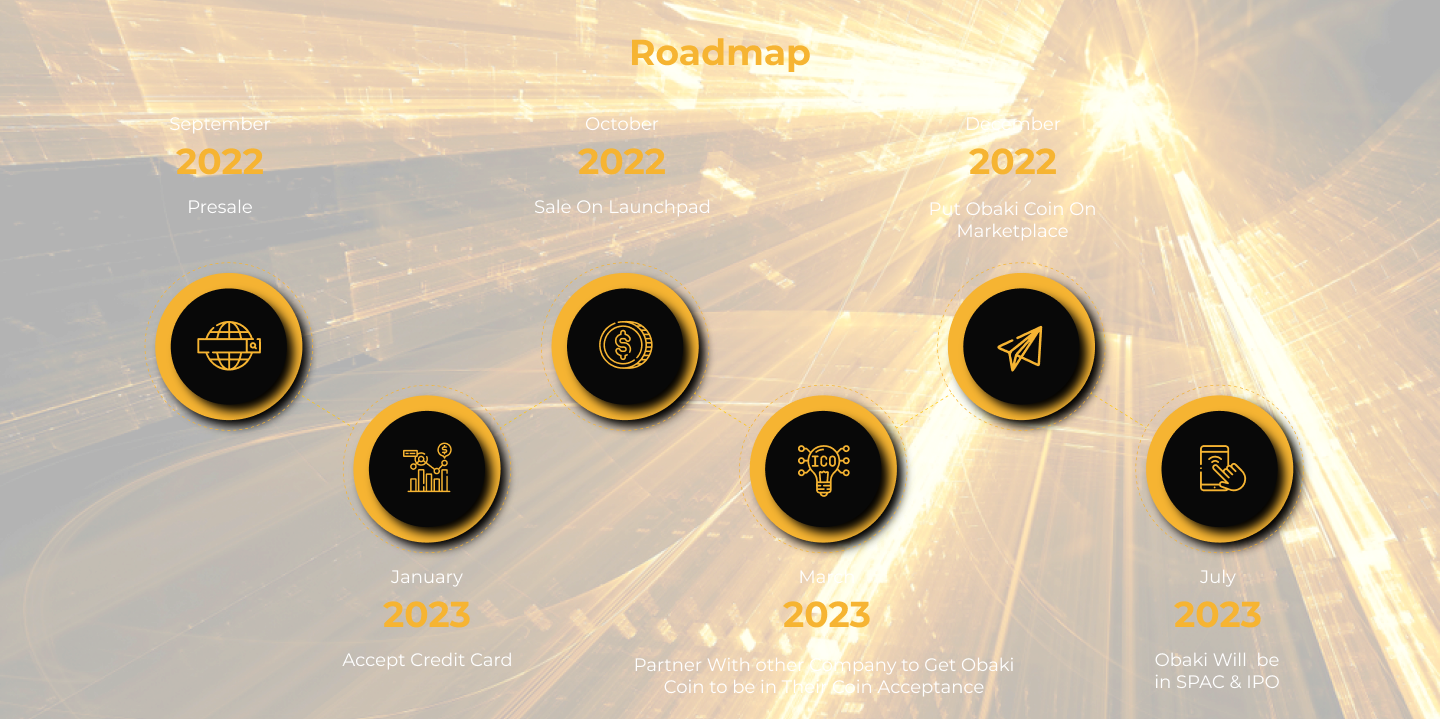 Roadmap
September
2022
Presale
October
2022
Sale On Launchpad
December
2022
Put Obaki Coin On
Marketplace
$
$
ICO
January
2023
Accept Credit Card
March
2023
Partner With other Company to Get Obaki
Coin to be in Their Coin Acceptance
July
2023
Obaki Will be
in SPAC & IPO